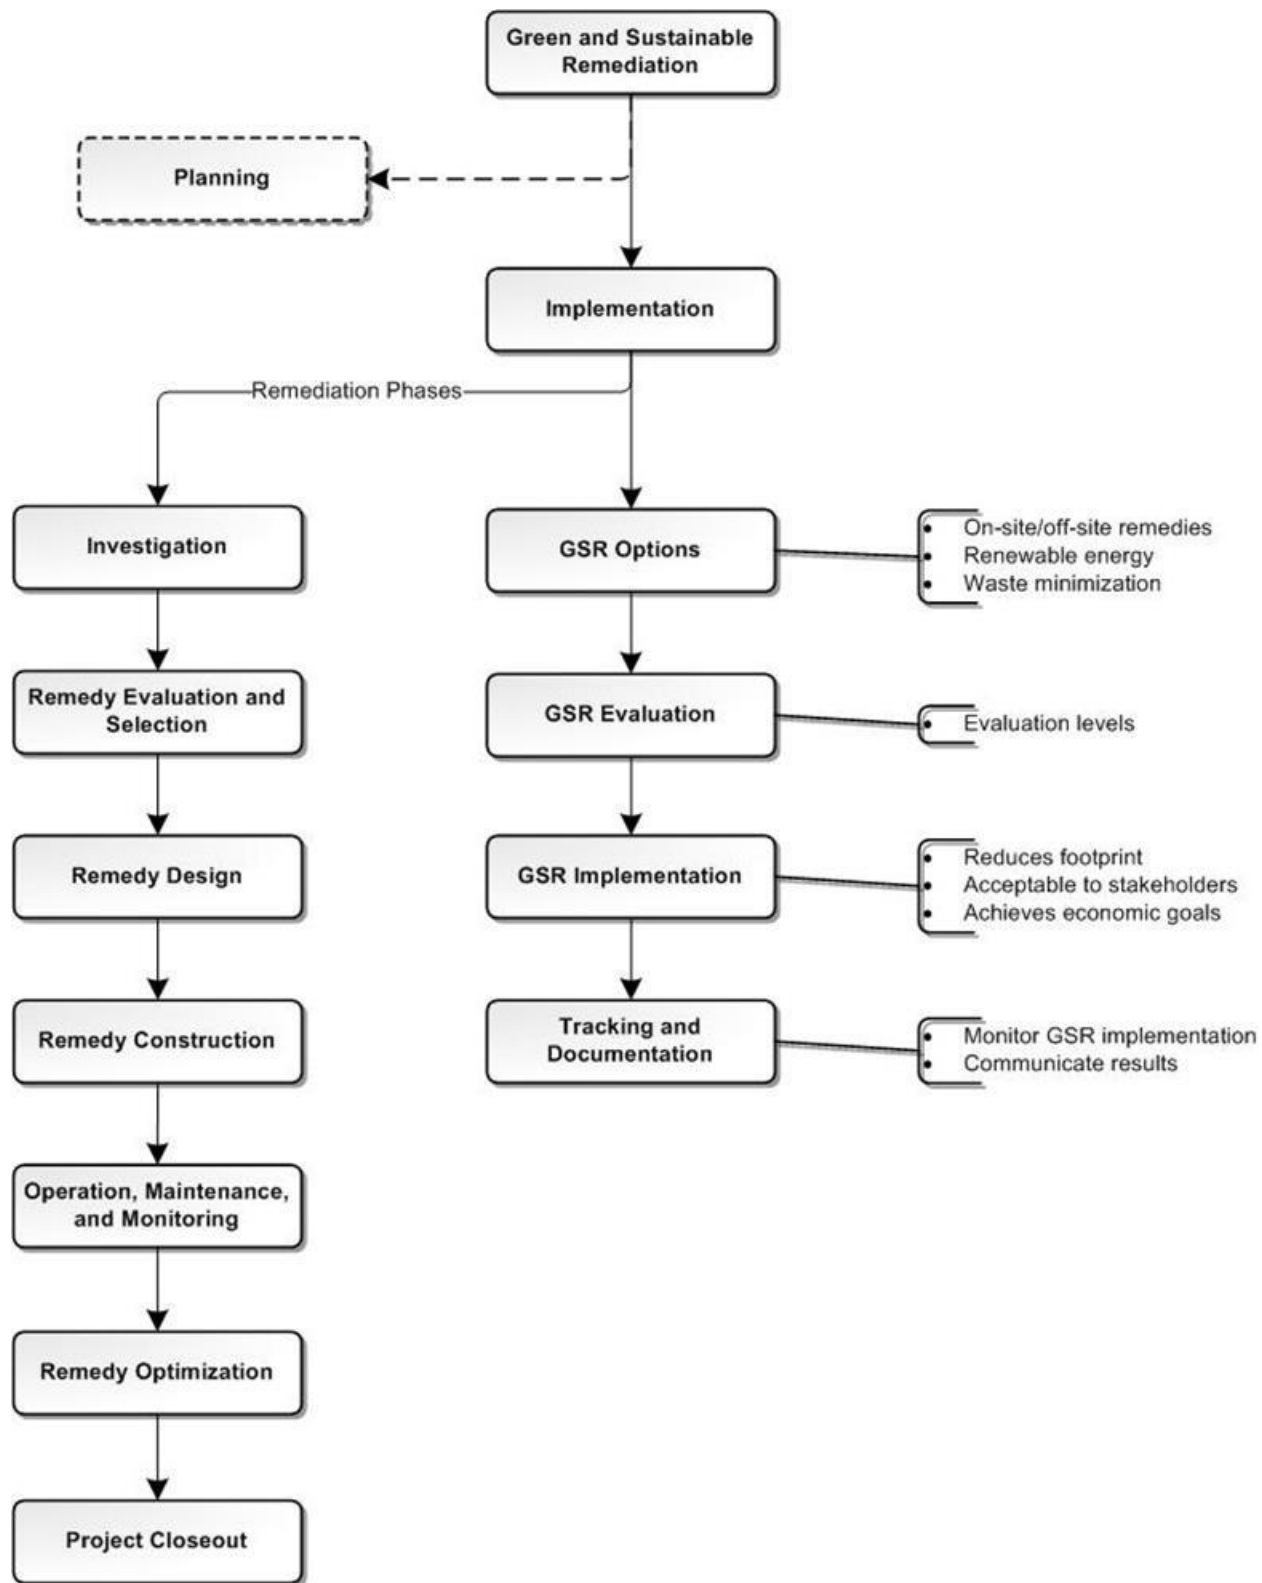 Green and Sustainable
Remediation
Planning
Implementation
Remediation Phases
Investigation
Remedy Evaluation and
Selection
Remedy Design
Remedy Construction
Operation, Maintenance,
and Monitoring
Remedy Optimization
Project Closeout
GSR Options
• On-site/off-site remedies
• Renewable energy
• Waste minimization
GSR Evaluation
• Evaluation levels
GSR Implementation
• Reduces footprint
• Acceptable to stakeholders
• Achieves economic goals
Tracking and
Documentation
• Monitor GSR implementation
• Communicate results